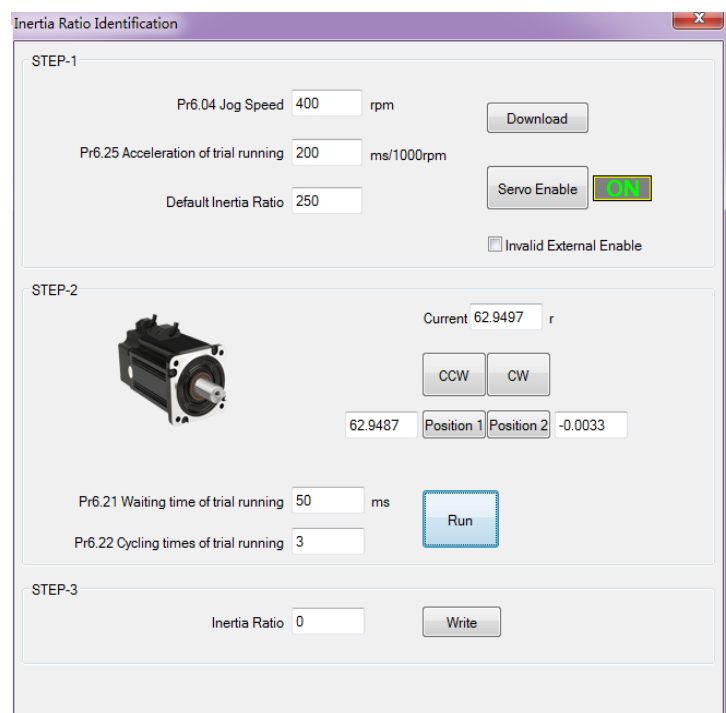 Inertia Ratio Identification
x
STEP-1
Pr6.04 Jog Speed 400 rpm
Download
Pr6.25 Acceleration of trial running 200 ms/1000rpm
Servo Enable ON
Default Inertia Ratio 250
Invalid External Enable
STEP-2
Current 62.9497 r
CCW CW
62.9487 Position 1 Position 2 -0.0033
Pr6.21 Waiting time of trial running 50 ms
Run
Pr6.22 Cycling times of trial running 3
STEP-3
Inertia Ratio 0 Write